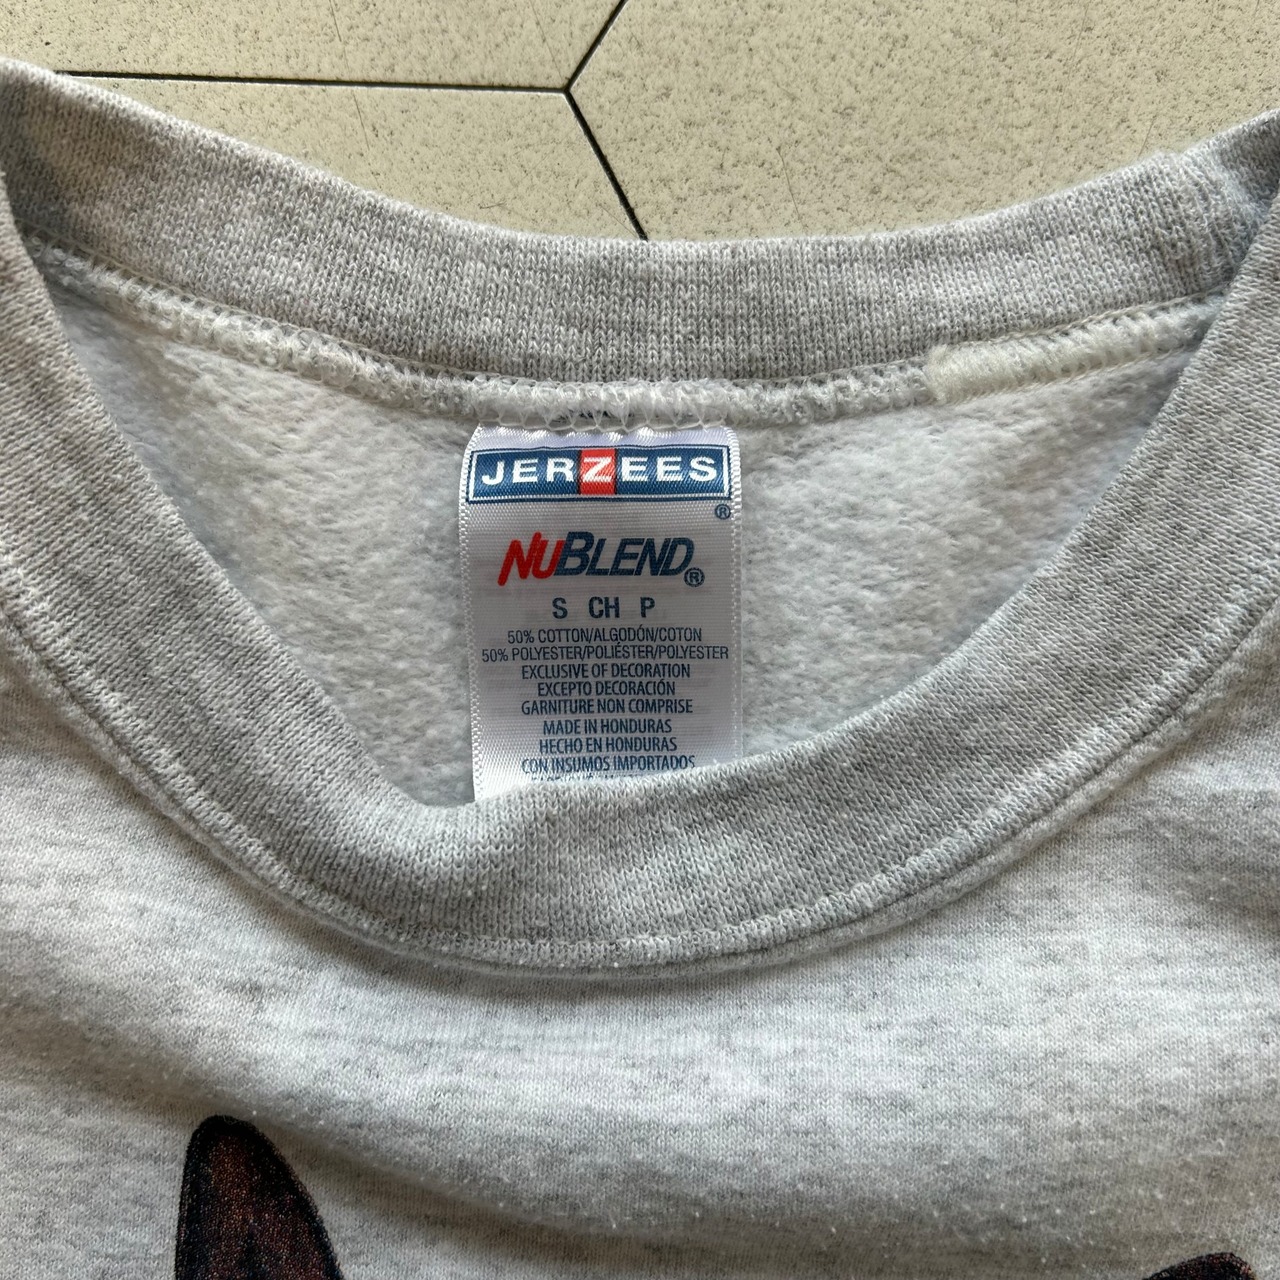 JERZEES
®
NUBLEND®
S CH P
50% COTTON/ALGODÓN/COTON
50% POLYESTER/POLIÉSTER/POLYESTER
EXCLUSIVE OF DECORATION
EXCEPTO DECORACIÓN
GARNITURE NON COMPRISE
MADE IN HONDURAS
HECHO EN HONDURAS
CON INSUMOS IMPORTADOS